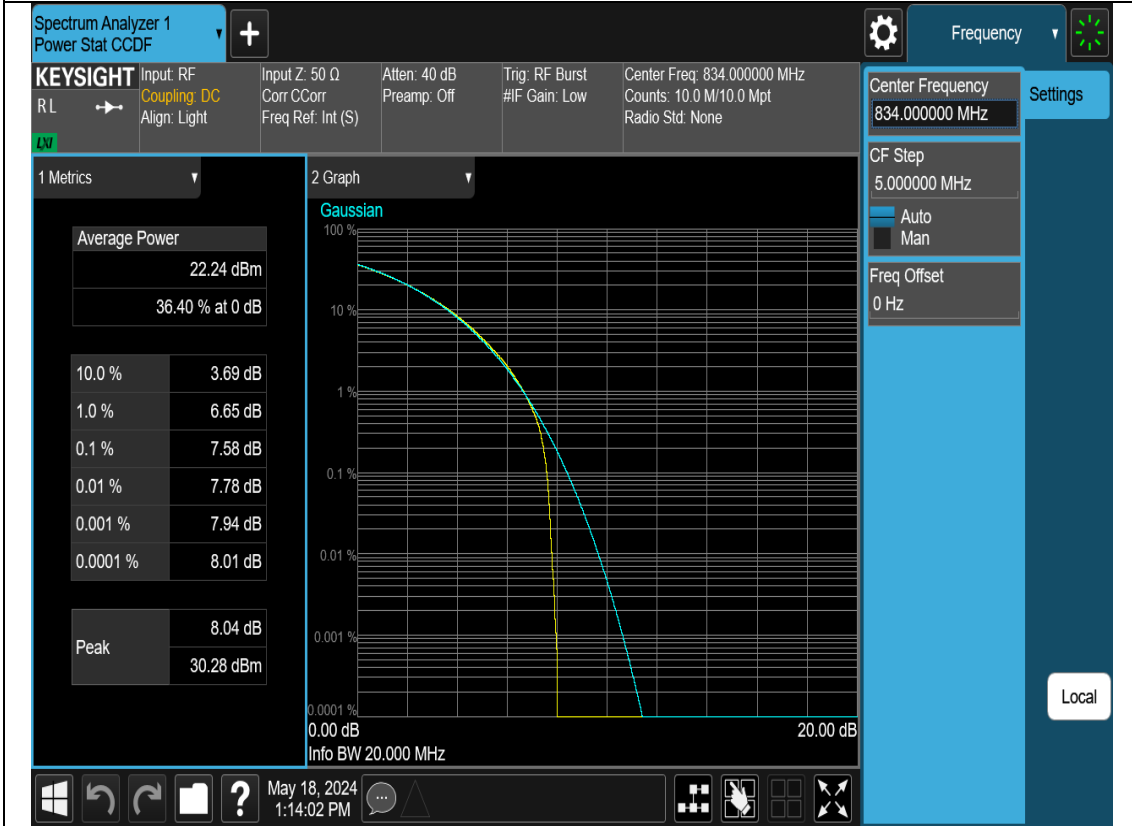 Spectrum Analyzer 1
Power Stat CCDF
+
Frequency
KEYSIGHT
RL
LXI
Input: RF
Coupling: DC
Align: Light
Input Z: 50 Ω
Corr CCorr
Freq Ref: Int (S)
Atten: 40 dB
Preamp: Off
Trig: RF Burst
#IF Gain: Low
Center Freq: 834.000000 MHz
Counts: 10.0 M/10.0 Mpt
Radio Std: None
Center Frequency
834.000000 MHz
Settings
CF Step
5.000000 MHz
Auto
Man
Freq Offset
0 Hz
1 Metrics
Average Power
22.24 dBm
36.40 % at 0 dB
10.0 % 3.69 dB
1.0 % 6.65 dB
0.1 % 7.58 dB
0.01 % 7.78 dB
0.001 % 7.94 dB
0.0001 % 8.01 dB
Peak
8.04 dB
30.28 dBm
2 Graph
Gaussian
100 %
10 %
1 %
0.1 %
0.01 %
0.001 %
0.0001 %
0.00 dB 20.00 dB
Info BW 20.000 MHz
Local
?
May 18, 2024
1:14:02 PM